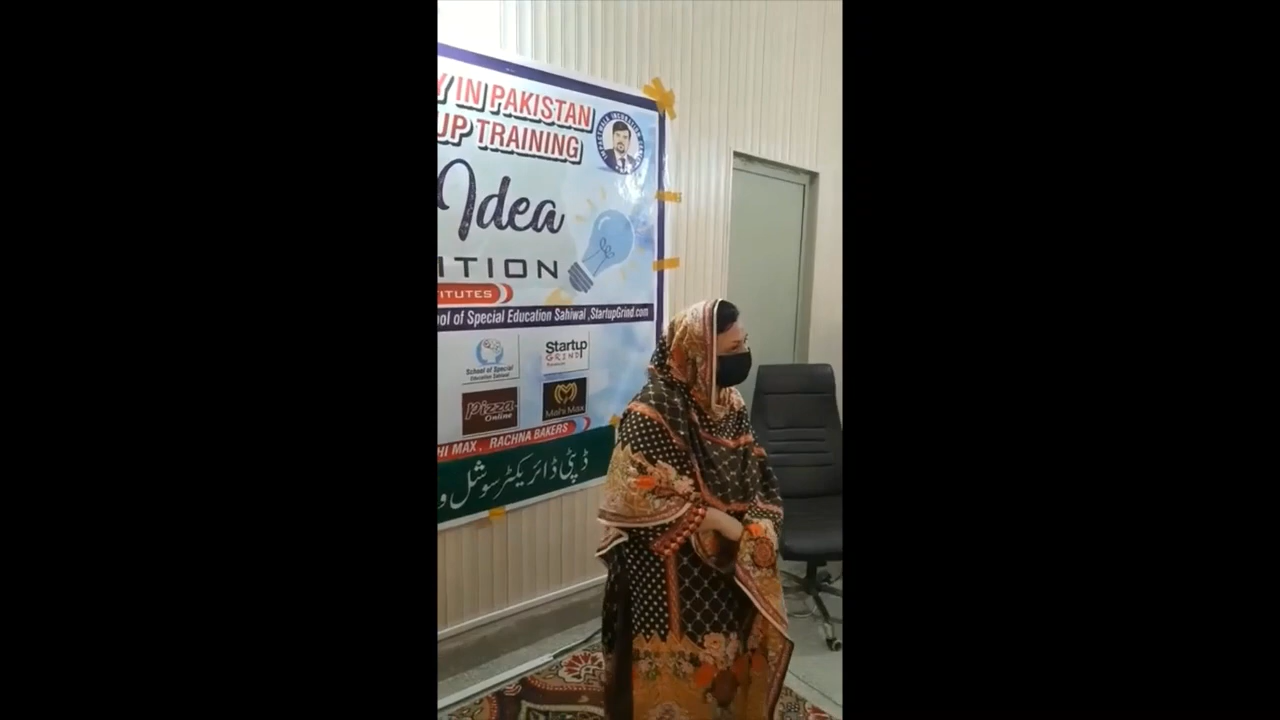 Y IN PAKISTAN
UP TRAINING
Idea
ITION
TITUTES
ool of Special Education Sahiwal ,StartupGrind.com
School of Special
Education Sahiwal
Startup
GRIND
Pizza
Online
Mahi Max
HI MAX , RACHNA BAKERS
ڈپٹی ڈائریکٹر سوشل و